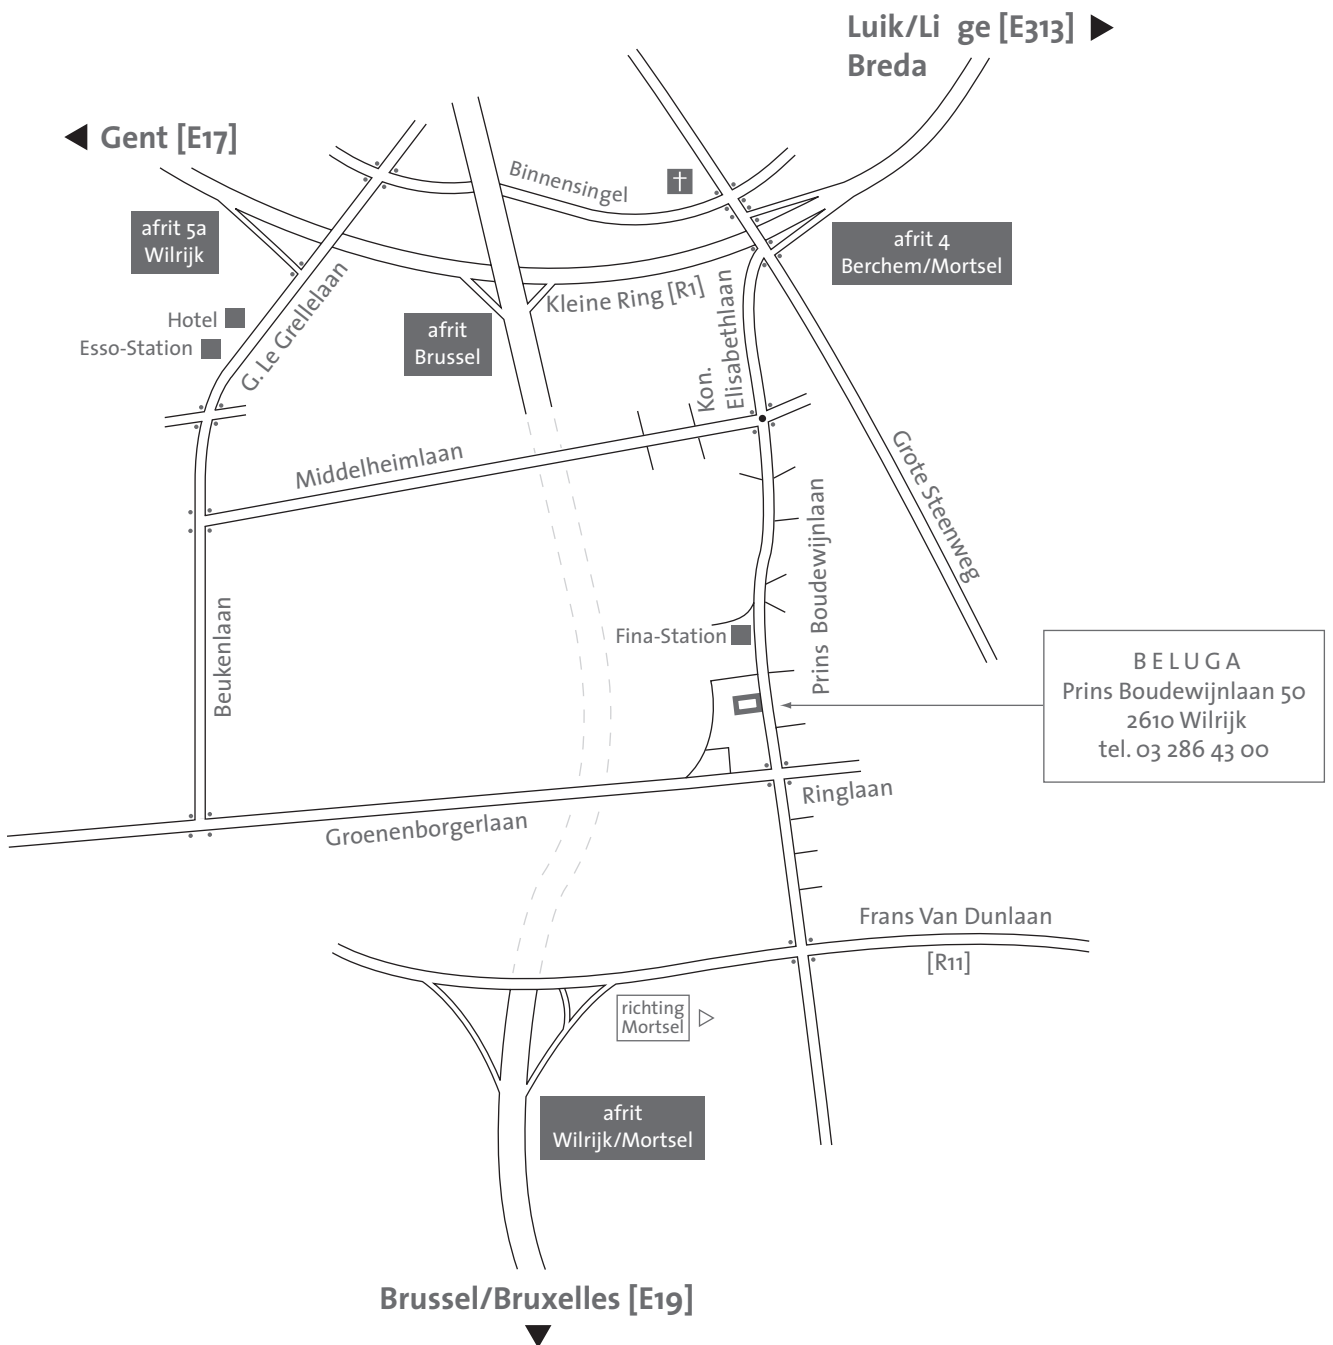 Luik/Li ge [E313]
Breda
Gent [E17]
Binnensingel
afrit 5a
Wilrijk
afrit 4
Berchem/Mortsel
Kleine Ring [R1]
Hotel
Esso-Station
G. Le Grellelaan
afrit
Brussel
Kon.
Elisabethlaan
Middelheimlaan
Grote Steenweg
Prins Boudewijnlaan
Beukenlaan
Fina-Station
BELUGA
Prins Boudewijnlaan 50
2610 Wilrijk
tel. 03 286 43 00
Ringlaan
Groenenborgerlaan
Frans Van Dunlaan
[R11]
richting
Mortsel
afrit
Wilrijk/Mortsel
Brussel/Bruxelles [E19]